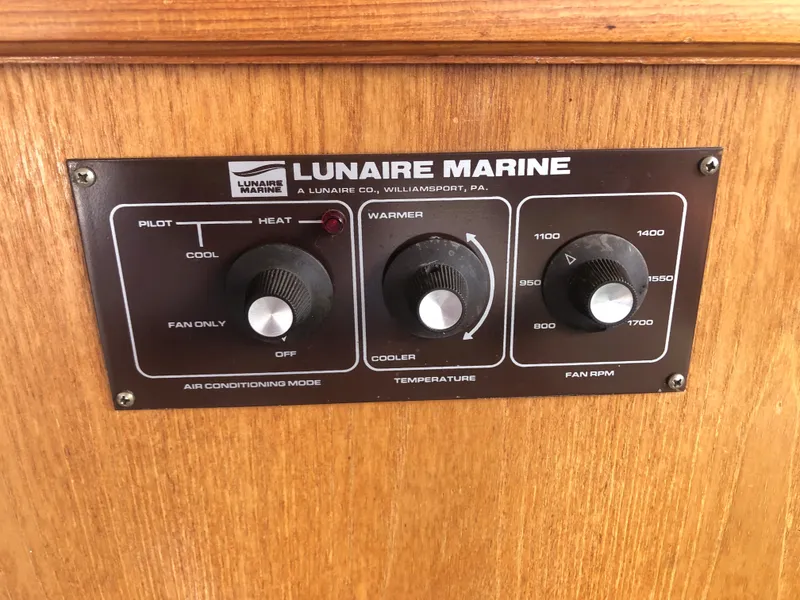 LUNAIRE MARINE
LUNAIRE
MARINE
A LUNAIRE CO., WILLIAMSPORT, PA.
PILOT
HEAT
COOL
FAN ONLY
OFF
AIR CONDITIONING MODE
WARMER
COOLER
TEMPERATURE
1100
1400
950
1550
800
1700
FAN RPM